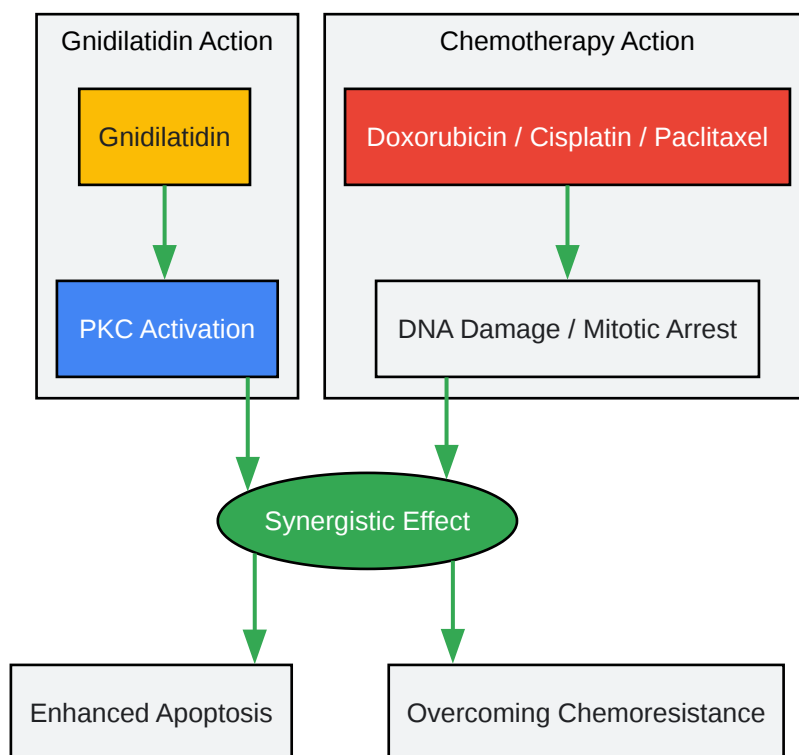 Gnidilatidin Action
Chemotherapy Action
Gnidilatidin
Doxorubicin / Cisplatin / Paclitaxel
PKC Activation
DNA Damage / Mitotic Arrest
Synergistic Effect
Enhanced Apoptosis
Overcoming Chemoresistance